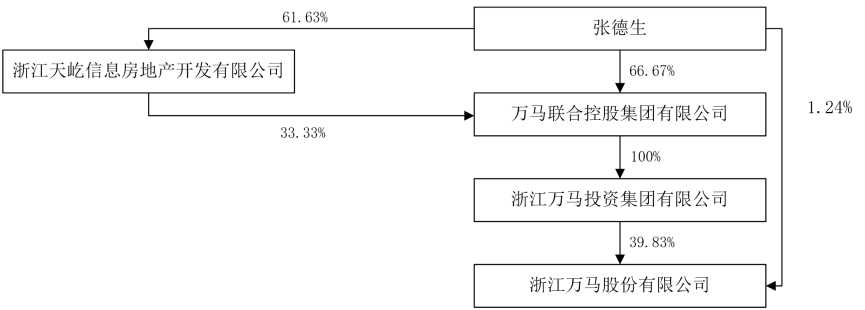 61.63%
张德生
浙江天屹信息房地产开发有限公司
66.67%
万马联合控股集团有限公司
1.24%
33.33%
100%
浙江万马投资集团有限公司
39.83%
浙江万马股份有限公司